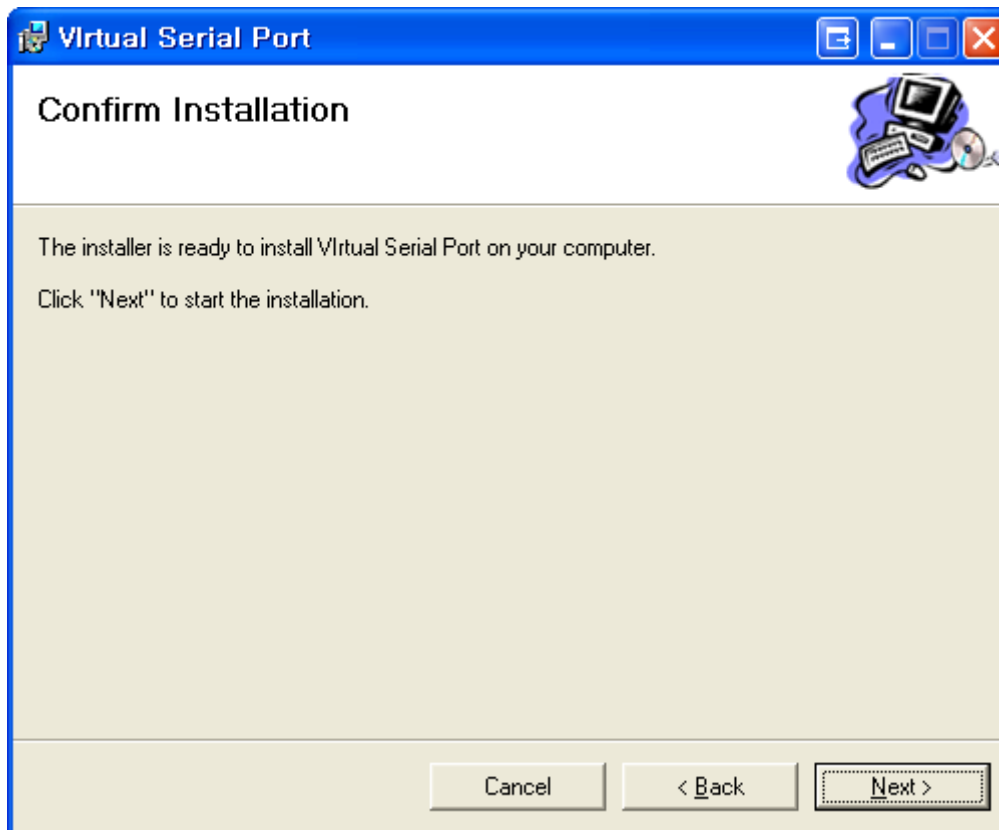 VIrtual Serial Port
Confirm Installation
The installer is ready to install VIrtual Serial Port on your computer.
Click "Next" to start the installation.
Cancel
< Back
Next >